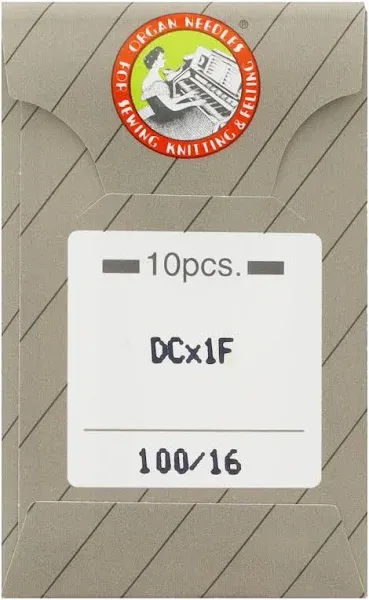 ORGAN NEEDLES
®
FOR SEWING KNITTING & FELTING
10pcs.
DCx1F
100/16